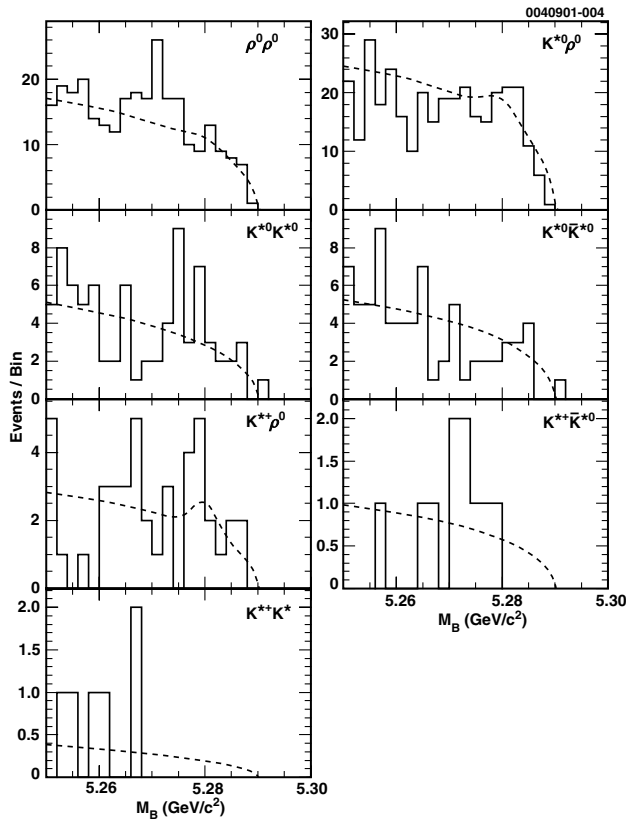 0040901-004
ρ⁰ρ⁰
20
10
0
K*⁰ρ⁰
30
20
10
0
K*⁰K*⁰
8
6
4
2
0
K*⁰K̅*⁰
8
6
4
2
0
Events / Bin
K*⁺ρ⁰
4
2
0
K*⁺K̅*⁰
2.0
1.5
1.0
0.5
0
5.26 5.28 5.30
M_B (GeV/c²)
K*⁺K*
2.0
1.5
1.0
0.5
0
5.26 5.28 5.30
M_B (GeV/c²)